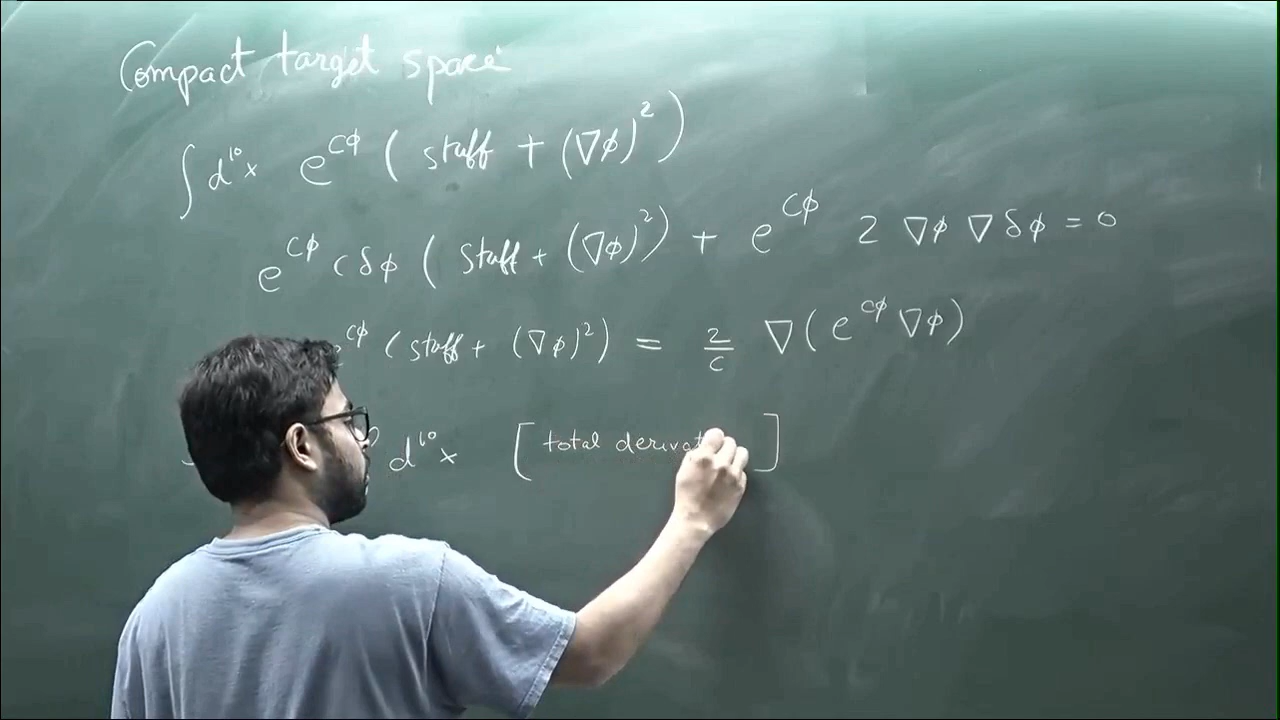 Compact target space
∫ d¹⁰x e^{cφ} ( stuff + (∇φ)² )
e^{cφ} c δφ ( stuff + (∇φ)² ) + e^{cφ} 2 ∇φ ∇ δφ = 0
e^{cφ} ( stuff + (∇φ)² ) = 2/c ∇( e^{cφ} ∇φ )
d¹⁰x [ total ]